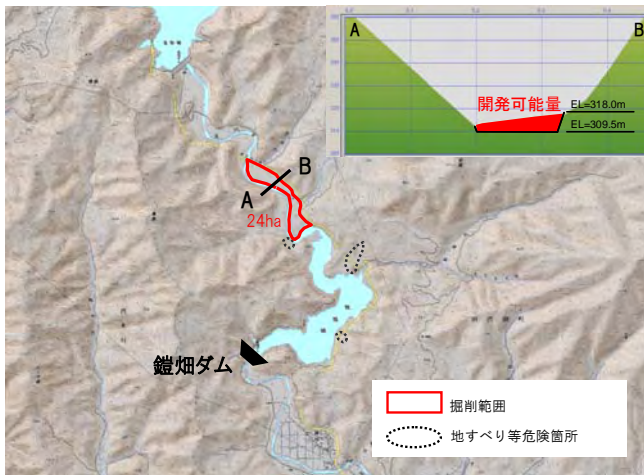 A
B
開発可能量
EL=318.0m
EL=309.5m
B
A
24ha
鎧畑ダム
掘削範囲
地すべり等危険箇所